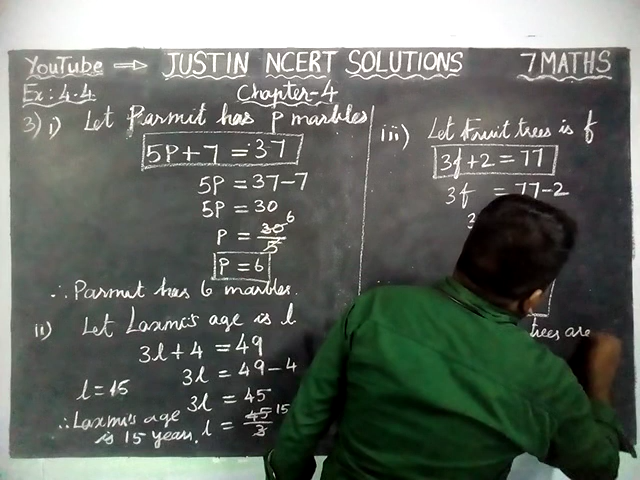 YouTube → JUSTIN NCERT SOLUTIONS 7 MATHS
Ex: 4.4 Chapter-4
3) i) Let Parmit has P marbles
5P + 7 = 37
5P = 37 - 7
5P = 30
P = 30/5 6
P = 6
∴ Parmit has 6 marbles.
ii) Let Laxmi's age is l
3l + 4 = 49
3l = 49 - 4
3l = 45
l = 45/3 15
l = 15
∴ Laxmi's age
is 15 years.
iii) Let Fruit trees is f
3f + 2 = 77
3f = 77 - 2
3
trees are